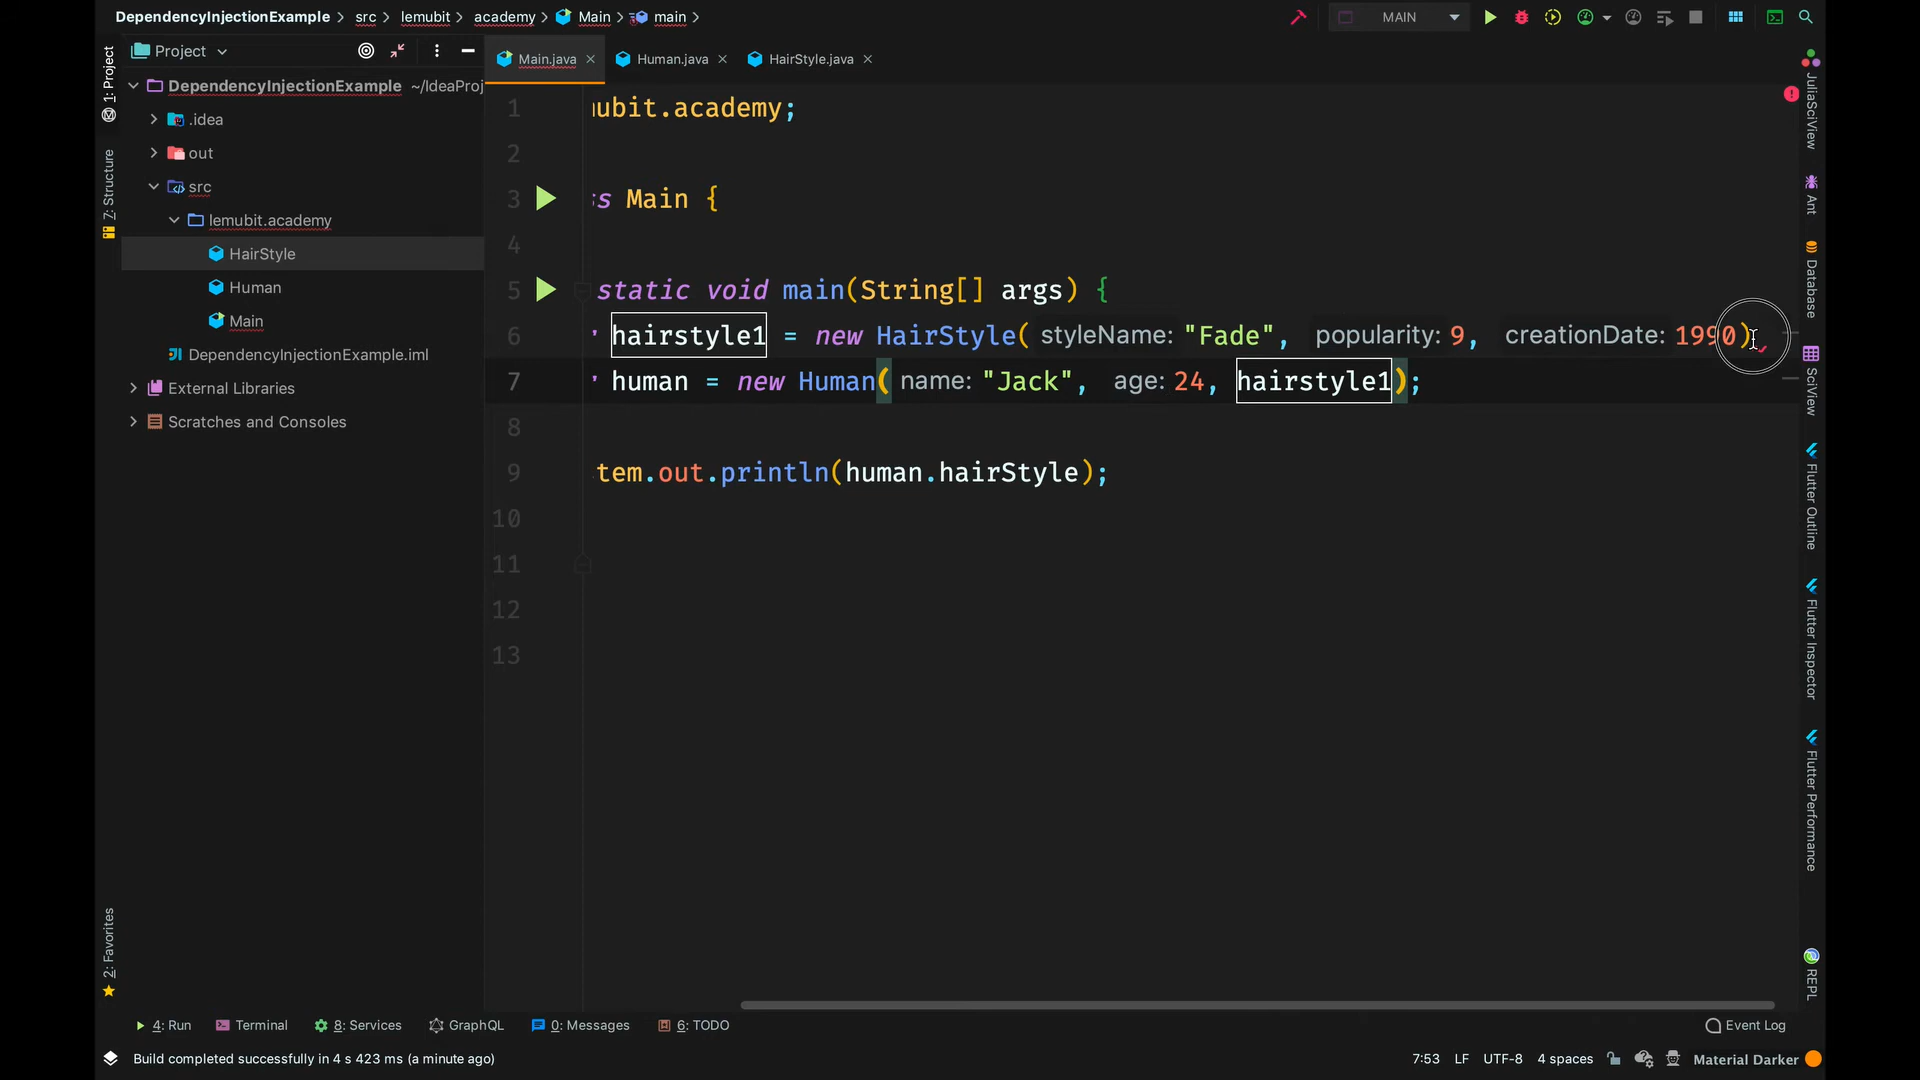 DependencyInjectionExample src lemubit academy Main main
MAIN
Project
Main.java Human.java HairStyle.java
1: Project
7: Structure
2: Favorites
DependencyInjectionExample ~/IdeaProj
.idea
out
src
lemubit.academy
HairStyle
Human
Main
DependencyInjectionExample.iml
External Libraries
Scratches and Consoles
1 ubit.academy;
2
3 s Main {
4
5 static void main(String[] args) {
6 hairstyle1 = new HairStyle( styleName: "Fade", popularity: 9, creationDate: 1990)
7 human = new Human( name: "Jack", age: 24, hairstyle1);
8
9 tem.out.println(human.hairStyle);
10
11
12
13
JuliaSciView
Ant
Database
SciView
Flutter Outline
Flutter Inspector
Flutter Performance
REPL
4: Run Terminal 8: Services GraphQL 0: Messages 6: TODO Event Log
Build completed successfully in 4 s 423 ms (a minute ago) 7:53 LF UTF-8 4 spaces Material Darker